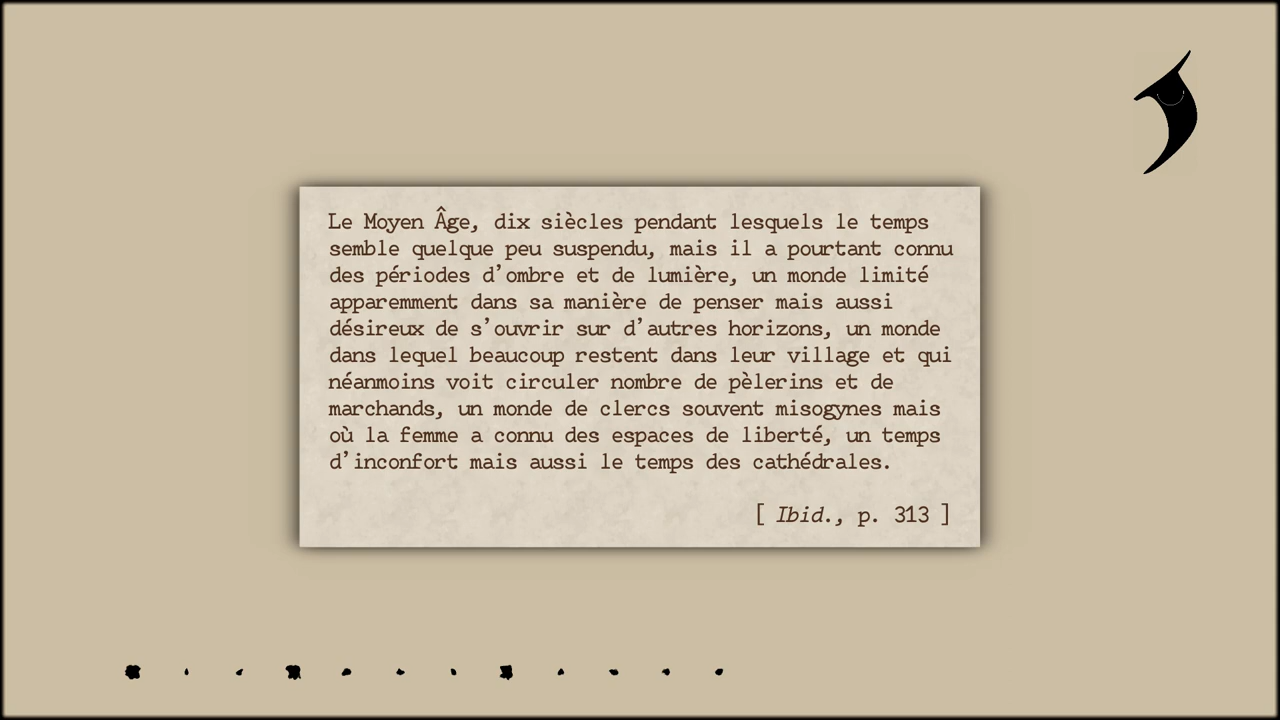 Le Moyen Âge, dix siècles pendant lesquels le temps
semble quelque peu suspendu, mais il a pourtant connu
des périodes d'ombre et de lumière, un monde limité
apparemment dans sa manière de penser mais aussi
désireux de s'ouvrir sur d'autres horizons, un monde
dans lequel beaucoup restent dans leur village et qui
néanmoins voit circuler nombre de pèlerins et de
marchands, un monde de clercs souvent misogynes mais
où la femme a connu des espaces de liberté, un temps
d'inconfort mais aussi le temps des cathédrales.
[ Ibid., p. 313 ]